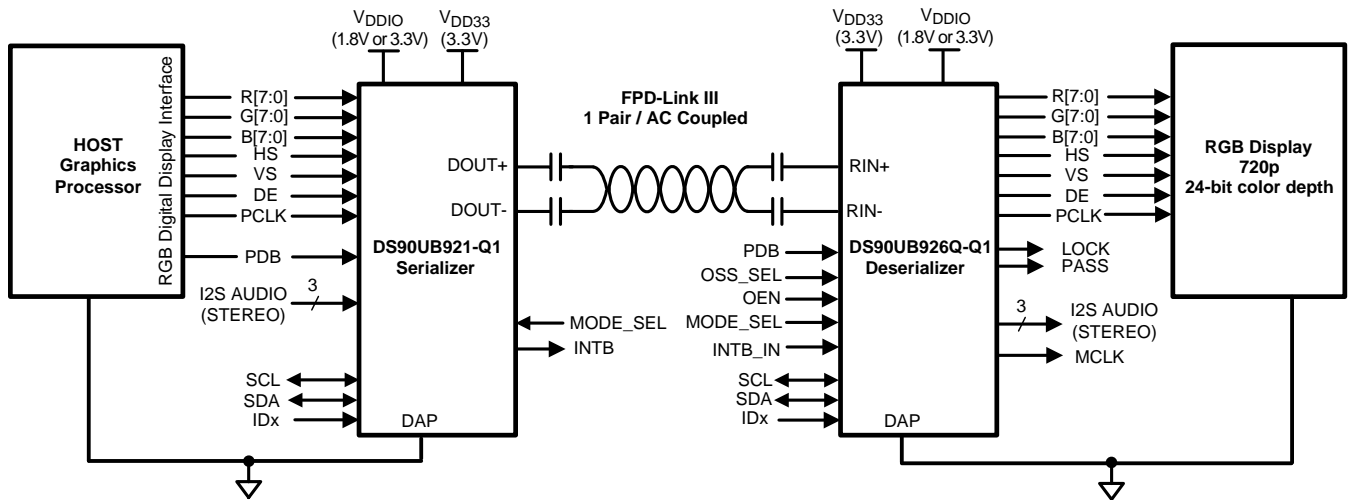 VDDIO
(1.8V or 3.3V)
VDD33
(3.3V)
VDD33
(3.3V)
VDDIO
(1.8V or 3.3V)
HOST
Graphics
Processor
RGB Digital Display Interface
R[7:0]
G[7:0]
B[7:0]
HS
VS
DE
PCLK
PDB
I2S AUDIO
(STEREO)
3
SCL
SDA
IDx
DOUT+
DOUT-
DS90UB921-Q1
Serializer
DAP
MODE_SEL
INTB
FPD-Link III
1 Pair / AC Coupled
RIN+
RIN-
DS90UB926Q-Q1
Deserializer
DAP
PDB
OSS_SEL
OEN
MODE_SEL
INTB_IN
SCL
SDA
IDx
R[7:0]
G[7:0]
B[7:0]
HS
VS
DE
PCLK
LOCK
PASS
3
I2S AUDIO
(STEREO)
MCLK
RGB Display
720p
24-bit color depth